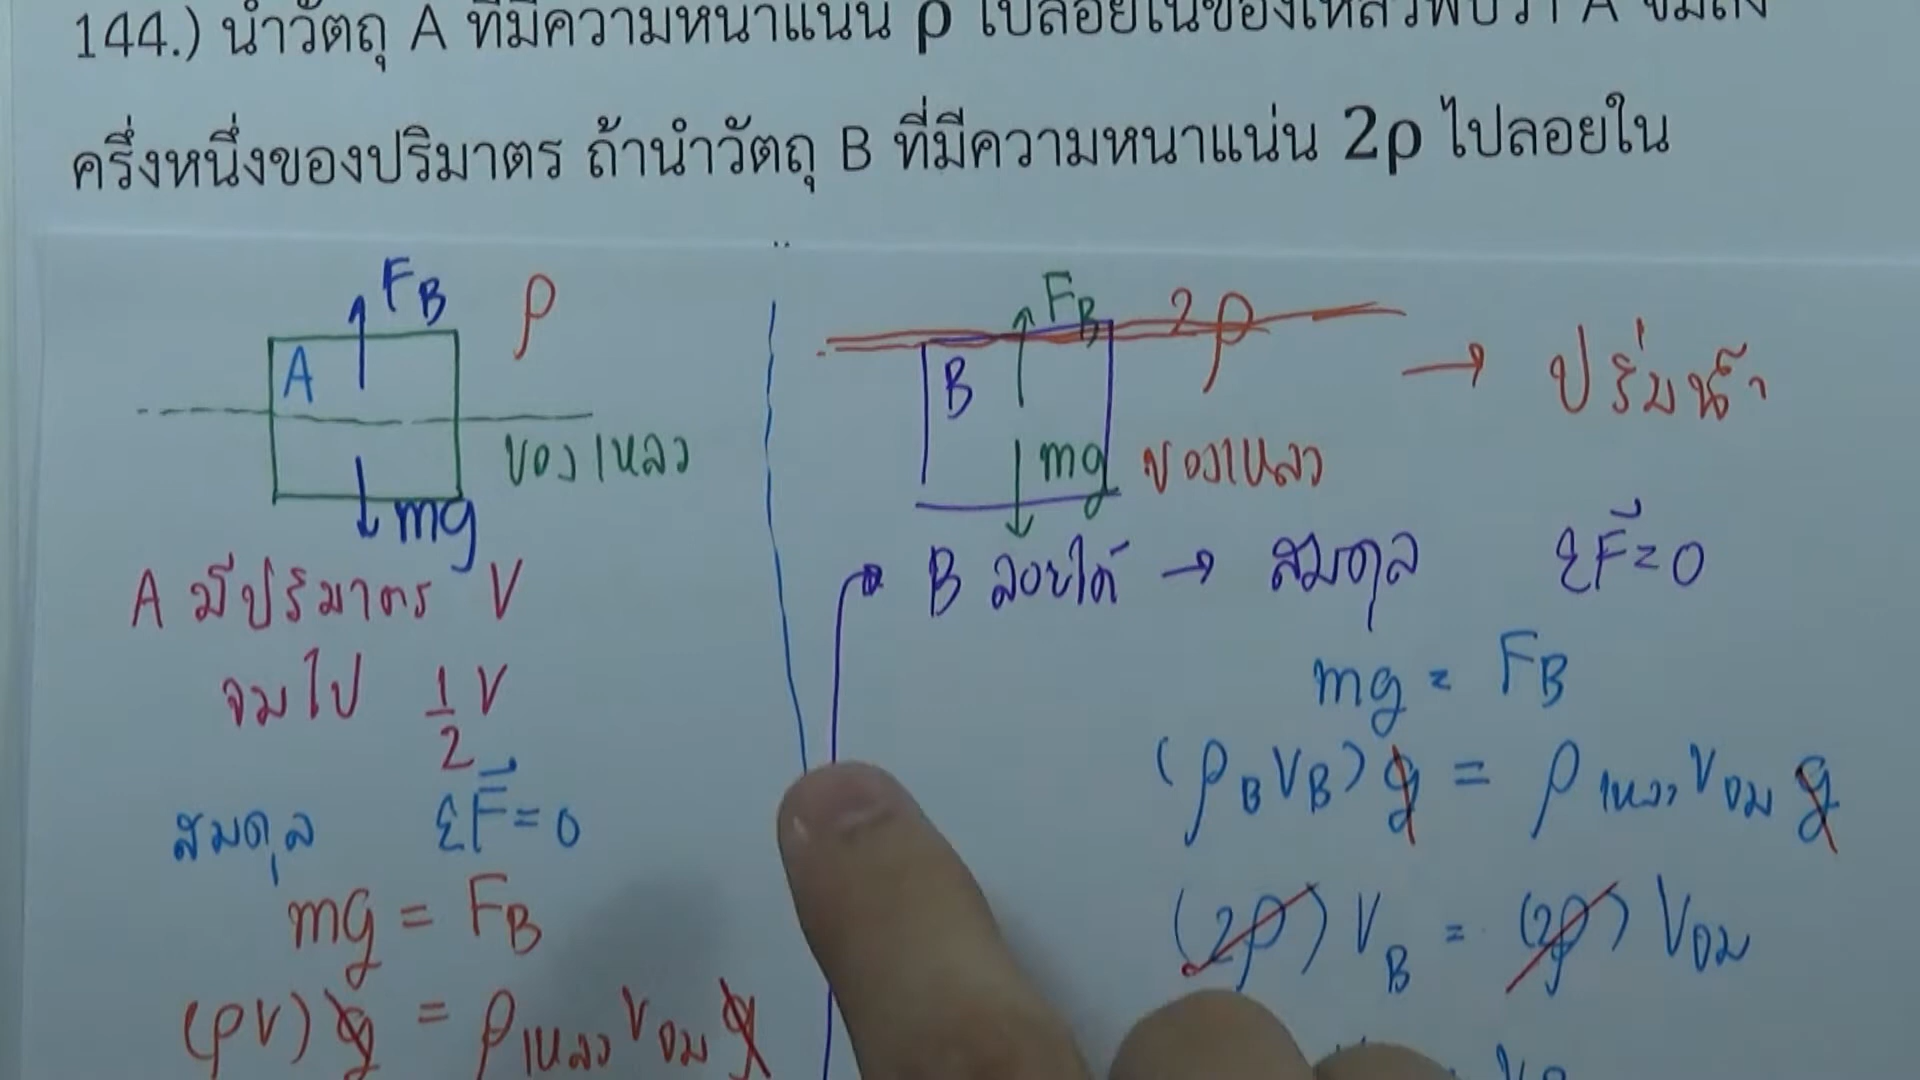 144.) นำวัตถุ A ที่มีความหนาแน่น ρ ไปลอยในของเหลวพบว่า A จมถึง
ครึ่งหนึ่งของปริมาตร ถ้านำวัตถุ B ที่มีความหนาแน่น 2ρ ไปลอยใน
F_B ρ
A
ของเหลว
mg
A มีปริมาตร V
จมไป 1/2 V
สมดุล ΣF⃗ = 0
mg = F_B
(ρV)g = ρเหลว Vจม g
F_B 2ρ
B → ปริ่มน้ำ
mg ของเหลว
B ลอยได้ → สมดุล ΣF⃗ = 0
mg = F_B
(ρ_B V_B) g = ρเหลว Vจม g
(2ρ) V_B = (2ρ) Vจม